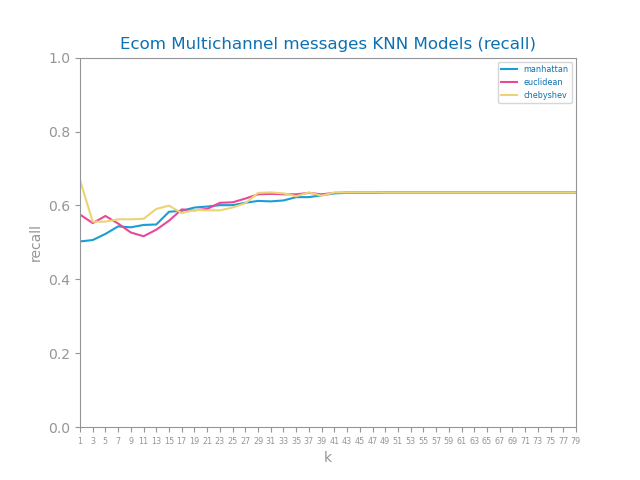 Ecom Multichannel messages KNN Models (recall)
manhattan
euclidean
chebyshev
1.0
0.8
0.6
0.4
0.2
0.0
recall
1 3 5 7 9 11 13 15 17 19 21 23 25 27 29 31 33 35 37 39 41 43 45 47 49 51 53 55 57 59 61 63 65 67 69 71 73 75 77 79
k